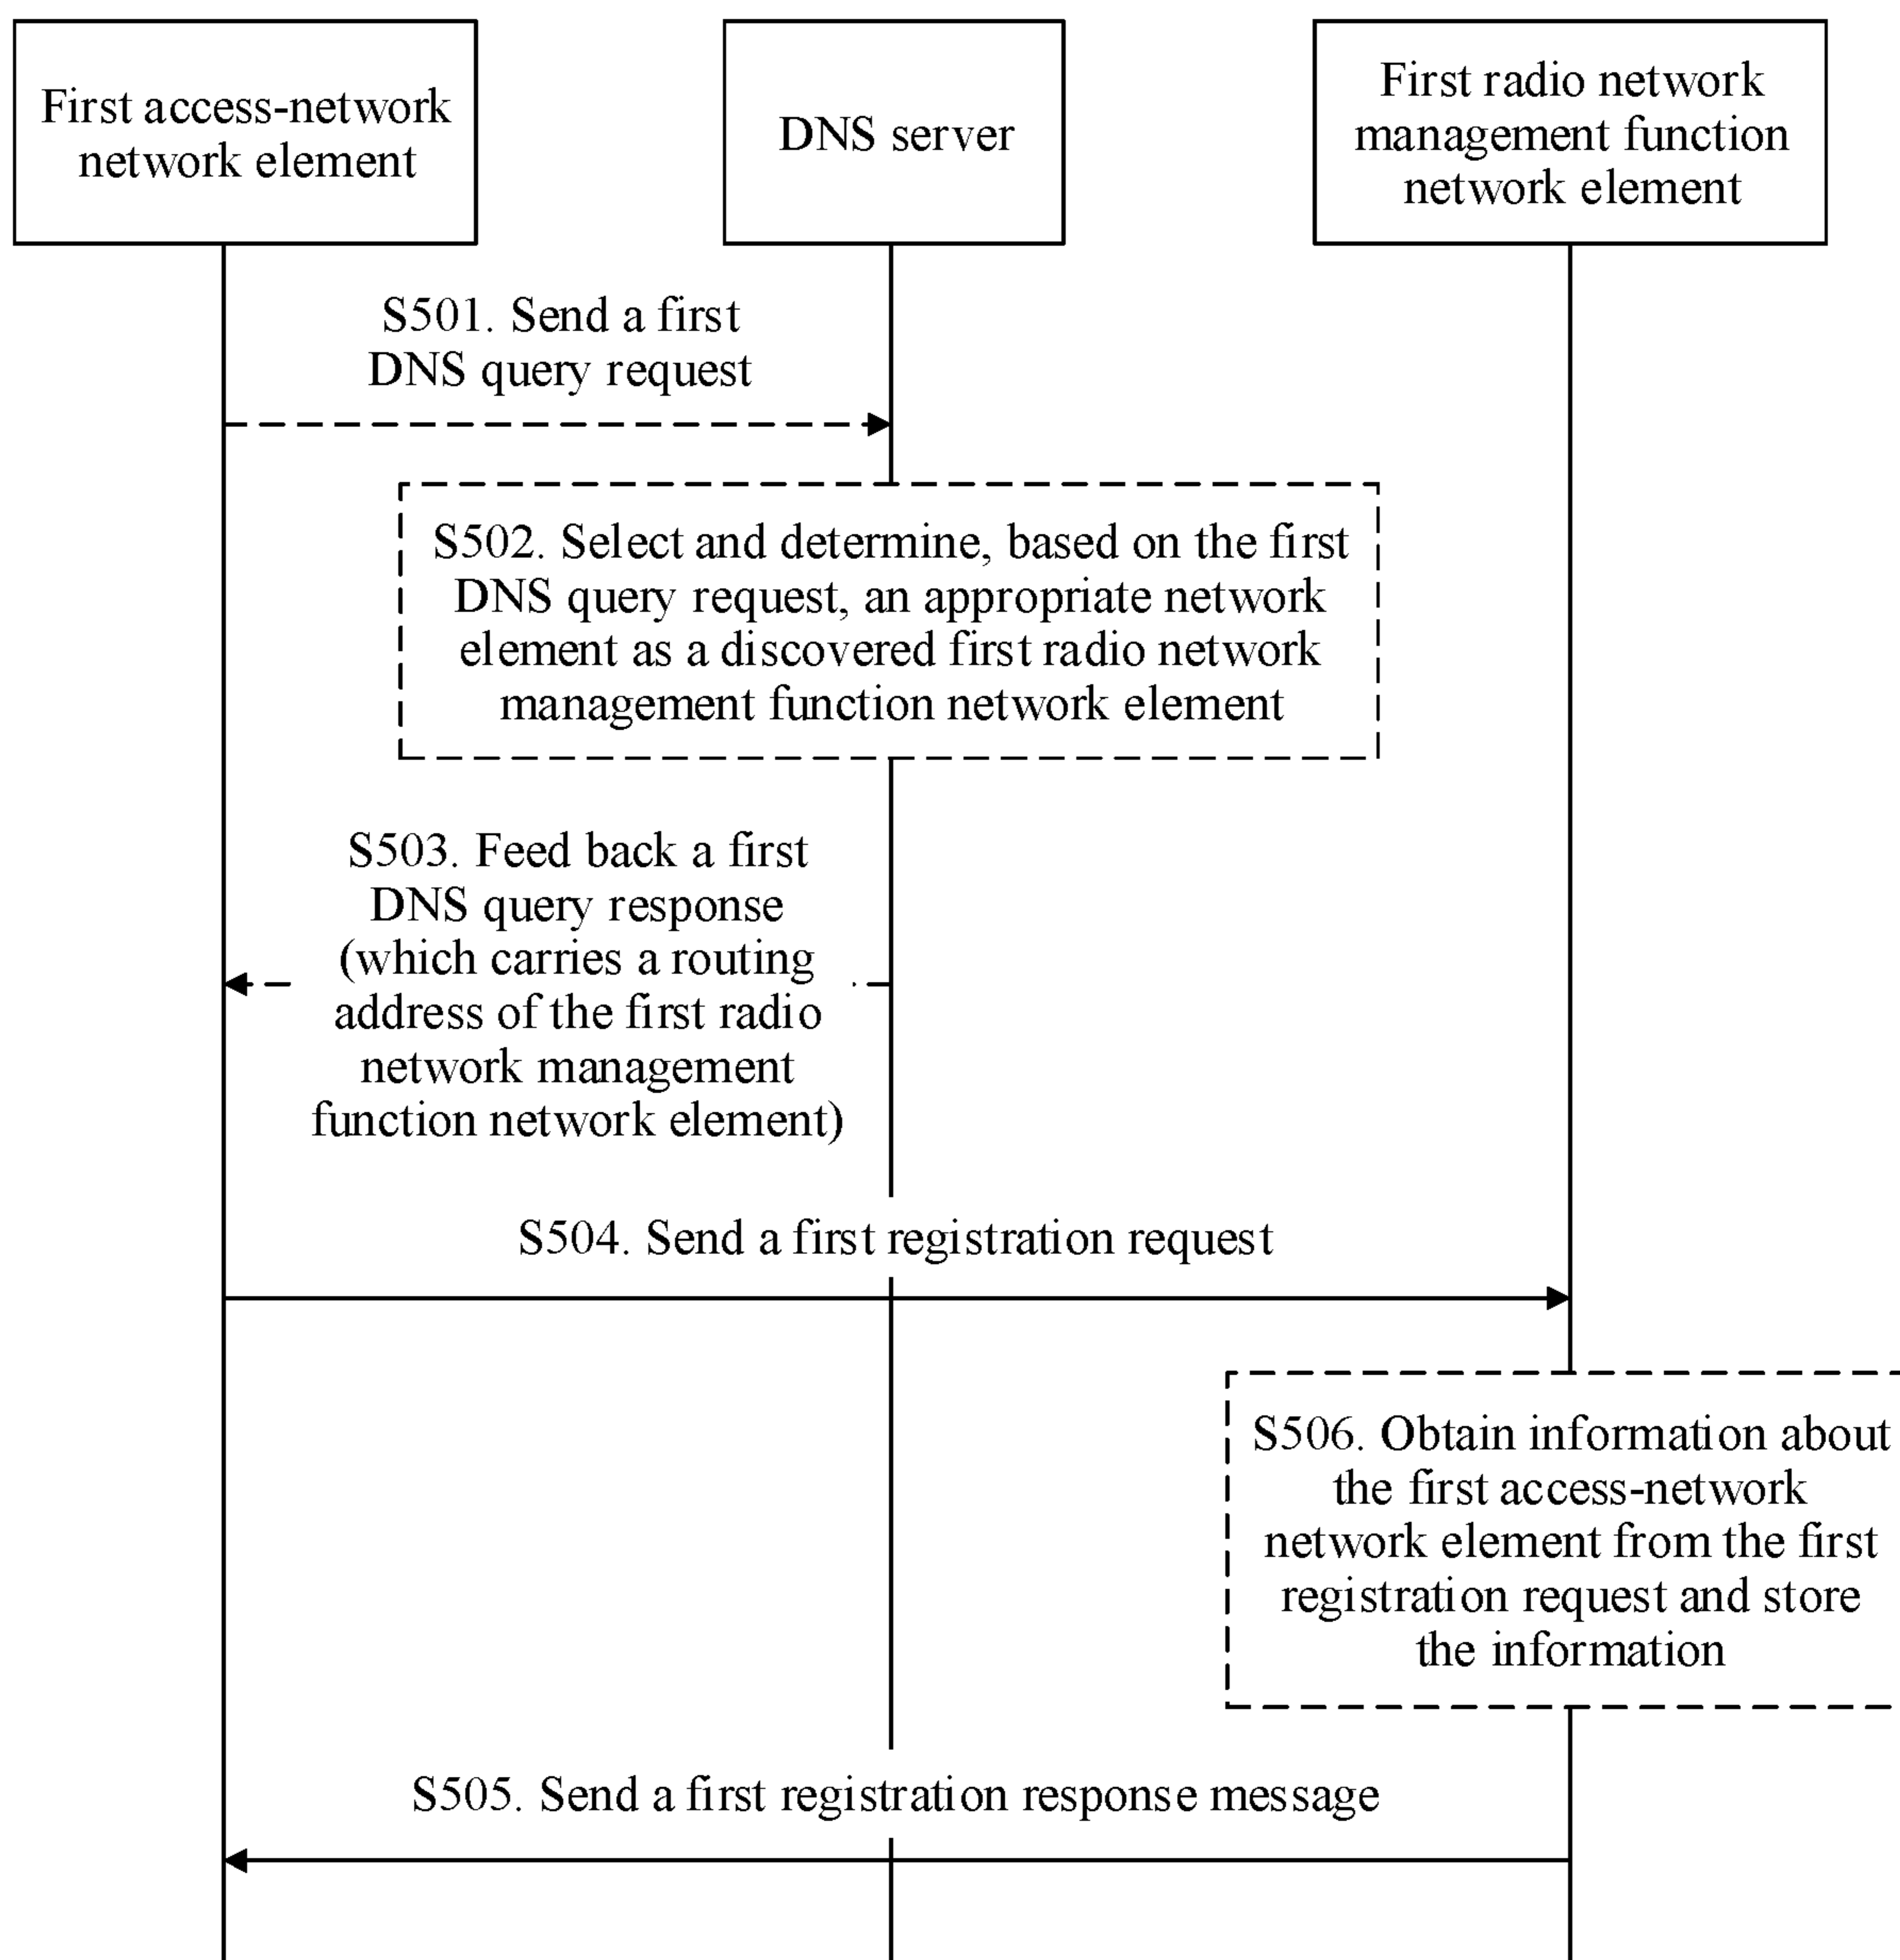 First access-network
network element
DNS server
First radio network
management function
network element
S501. Send a first
DNS query request
S502. Select and determine, based on the first
DNS query request, an appropriate network
element as a discovered first radio network
management function network element
S503. Feed back a first
DNS query response
(which carries a routing
address of the first radio
network management
function network element)
S504. Send a first registration request
S506. Obtain information about
the first access-network
network element from the first
registration request and store
the information
S505. Send a first registration response message